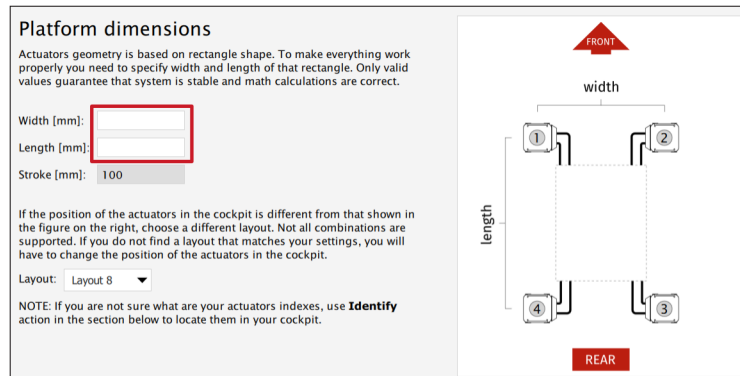 Platform dimensions
Actuators geometry is based on rectangle shape. To make everything work
properly you need to specify width and length of that rectangle. Only valid
values guarantee that system is stable and math calculations are correct.
Width [mm]:
Length [mm]:
Stroke [mm]: 100
If the position of the actuators in the cockpit is different from that shown in
the figure on the right, choose a different layout. Not all combinations are
supported. If you do not find a layout that matches your settings, you will
have to change the position of the actuators in the cockpit.
Layout: Layout 8
NOTE: If you are not sure what are your actuators indexes, use Identify
action in the section below to locate them in your cockpit.
FRONT
width
1 2
length
4 3
REAR